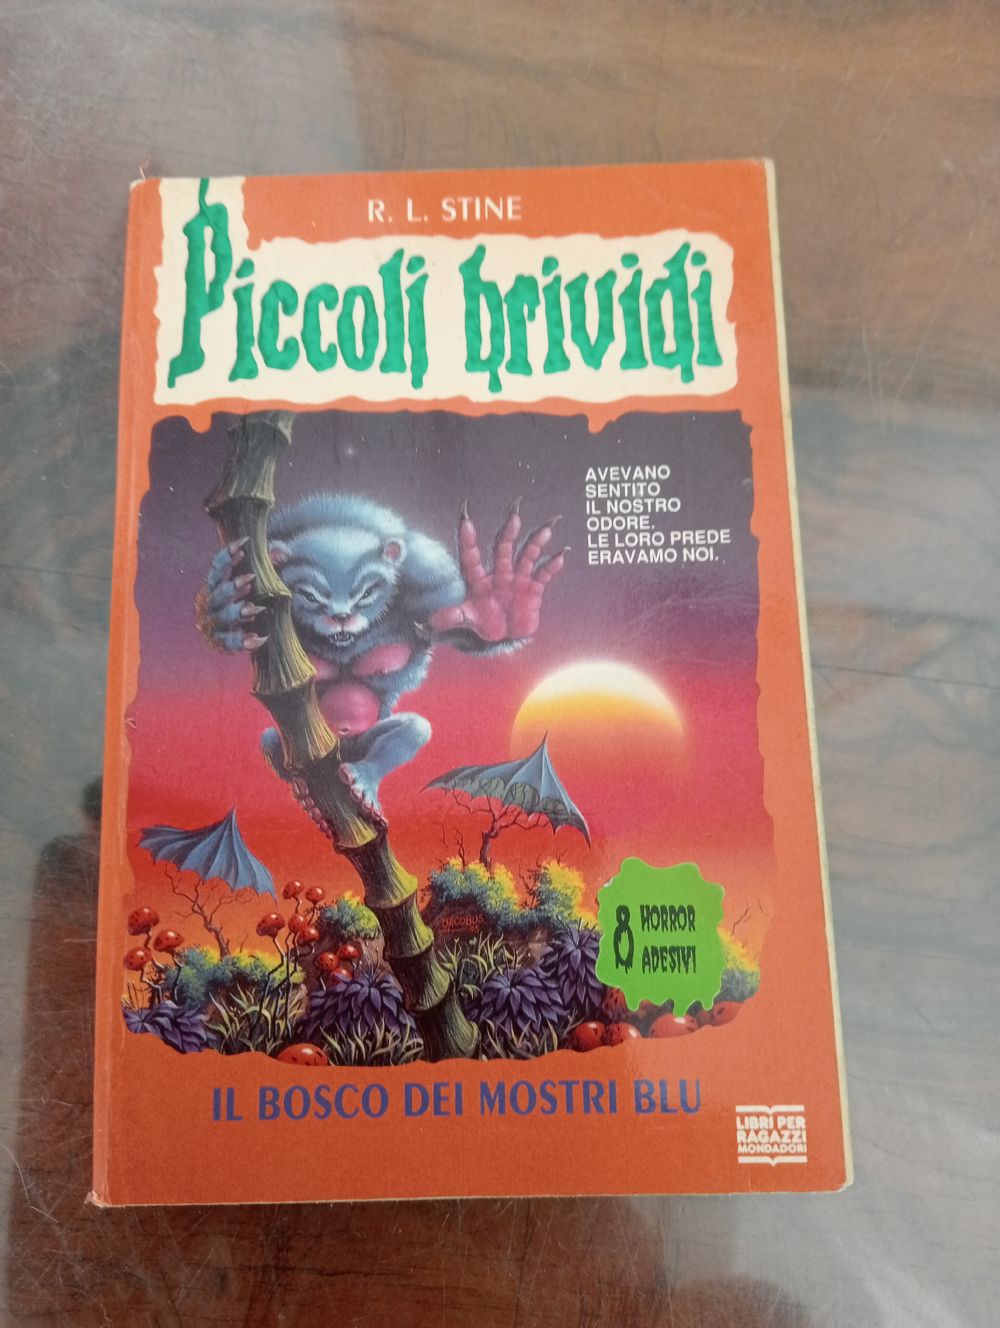 R. L. STINE
Piccoli brividi
AVEVANO
SENTITO
IL NOSTRO
ODORE.
LE LORO PREDE
ERAVAMO NOI.
JACOBUS
8 HORROR
ADESIVI
IL BOSCO DEI MOSTRI BLU
LIBRI PER
RAGAZZI
MONDADORI